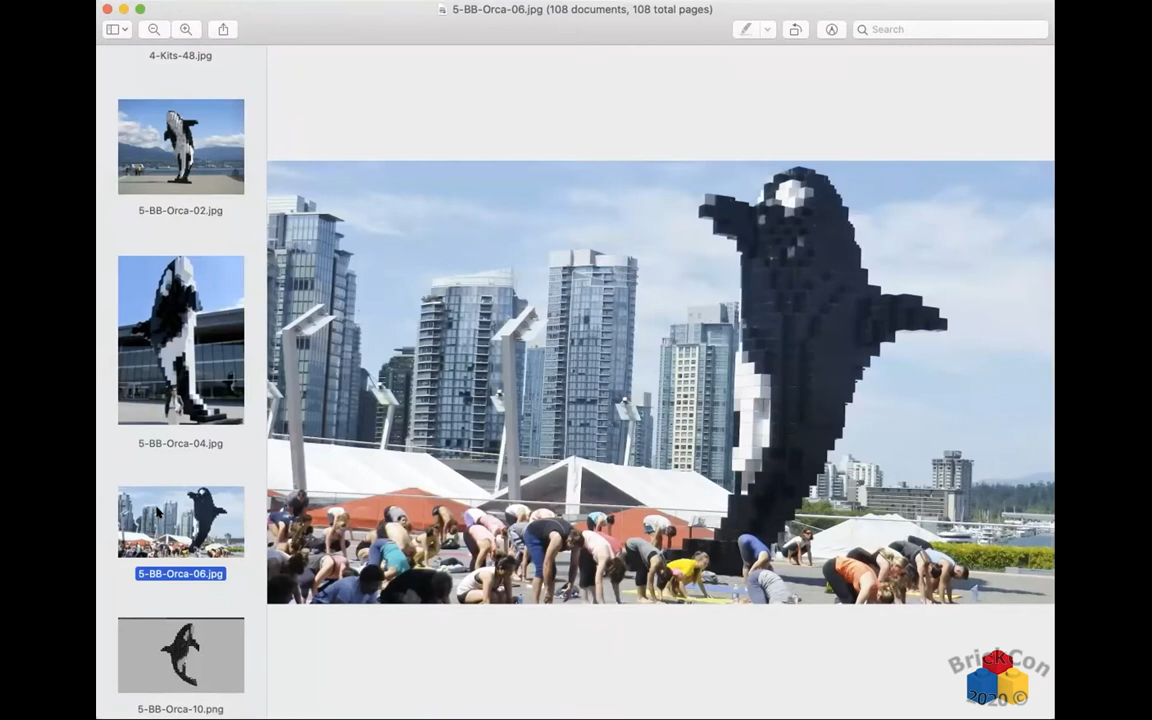 5-BB-Orca-06.jpg (108 documents, 108 total pages)
Search
4-Kits-48.jpg
5-BB-Orca-02.jpg
5-BB-Orca-04.jpg
5-BB-Orca-06.jpg
5-BB-Orca-10.png
BrickCon
2020 ©